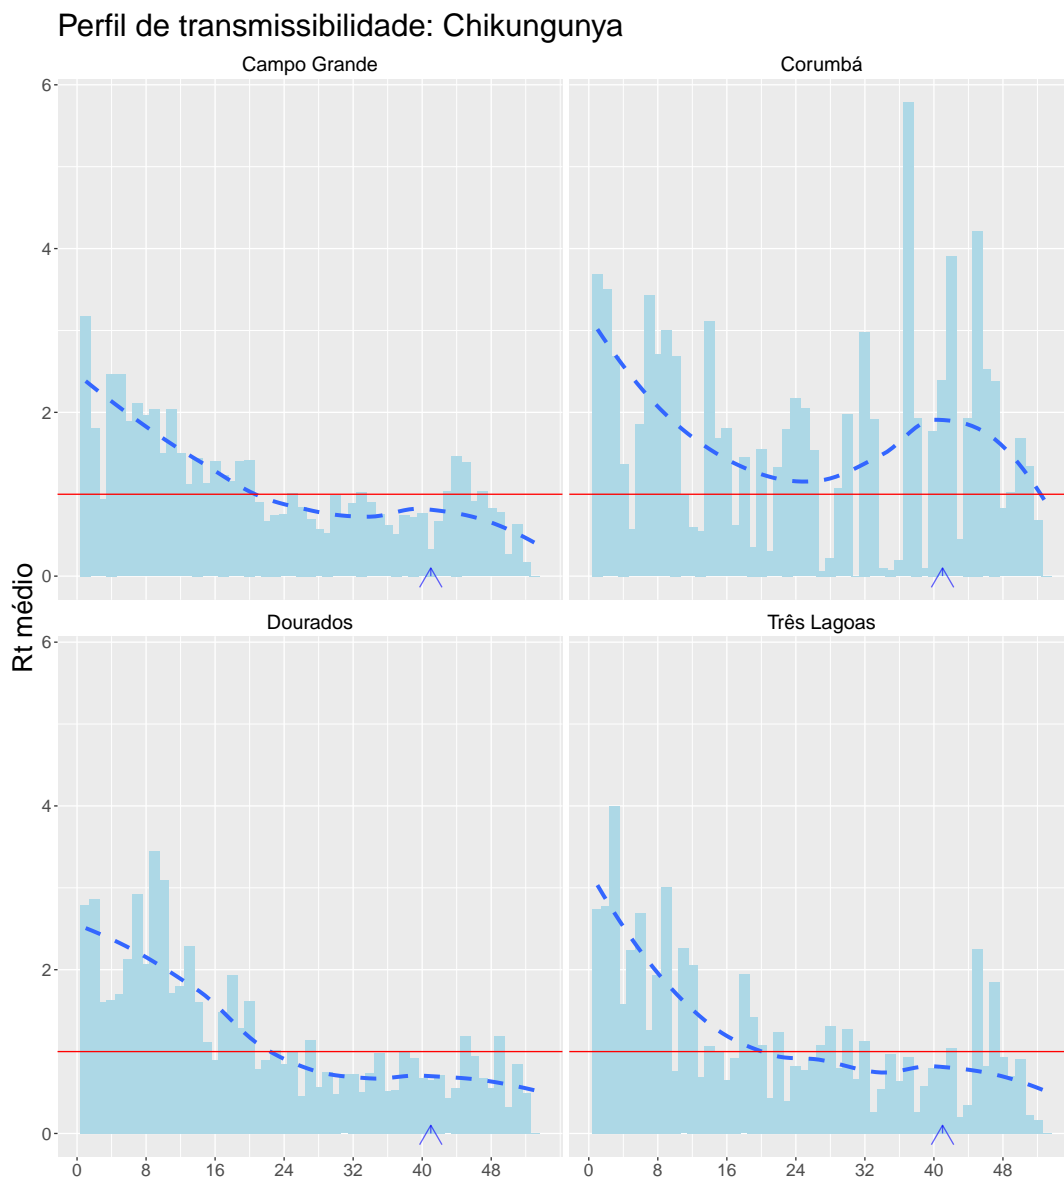 Perfil de transmissibilidade: Chikungunya
Campo Grande
Corumbá
6
4
2
0
Rt médio
Dourados
Três Lagoas
6
4
2
0
0 8 16 24 32 40 48
0 8 16 24 32 40 48